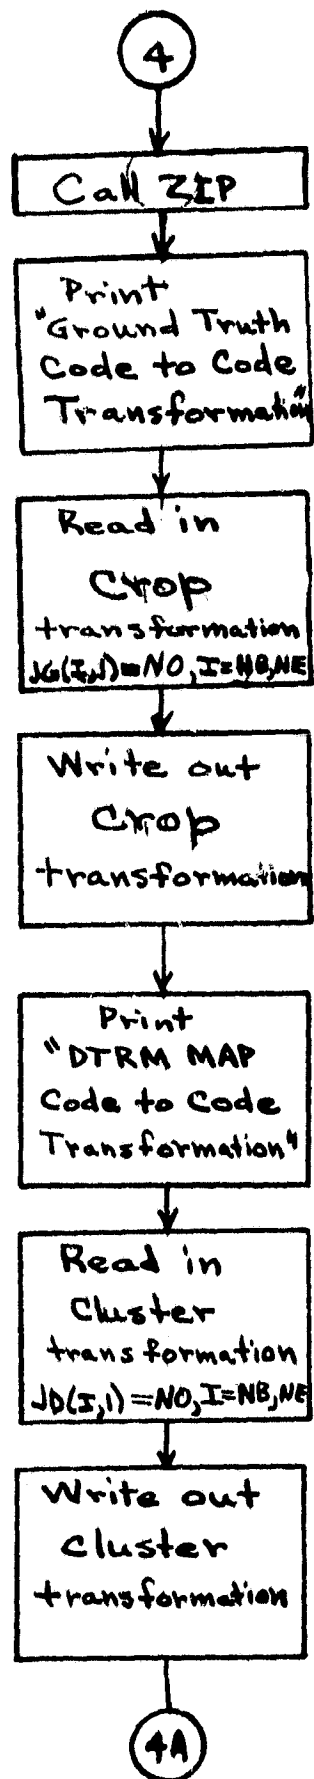 4
Call ZIP
Print
"Ground Truth
Code to Code
Transformation"
Read in
Crop
transformation
JG(I,1)=NO, I=NB,NE
Write out
Crop
transformation
Print
"DTRM MAP
Code to Code
Transformation"
Read in
Cluster
transformation
JD(I,1)=NO, I=NB,NE
Write out
Cluster
transformation
4A